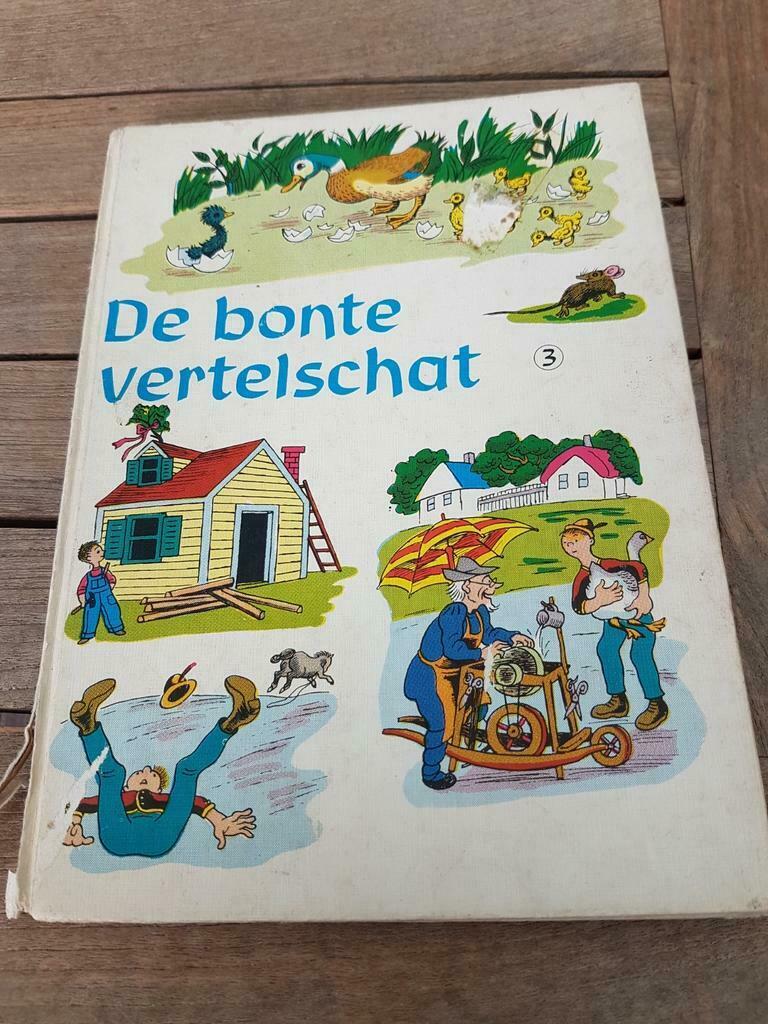 De bonte
vertelschat
3